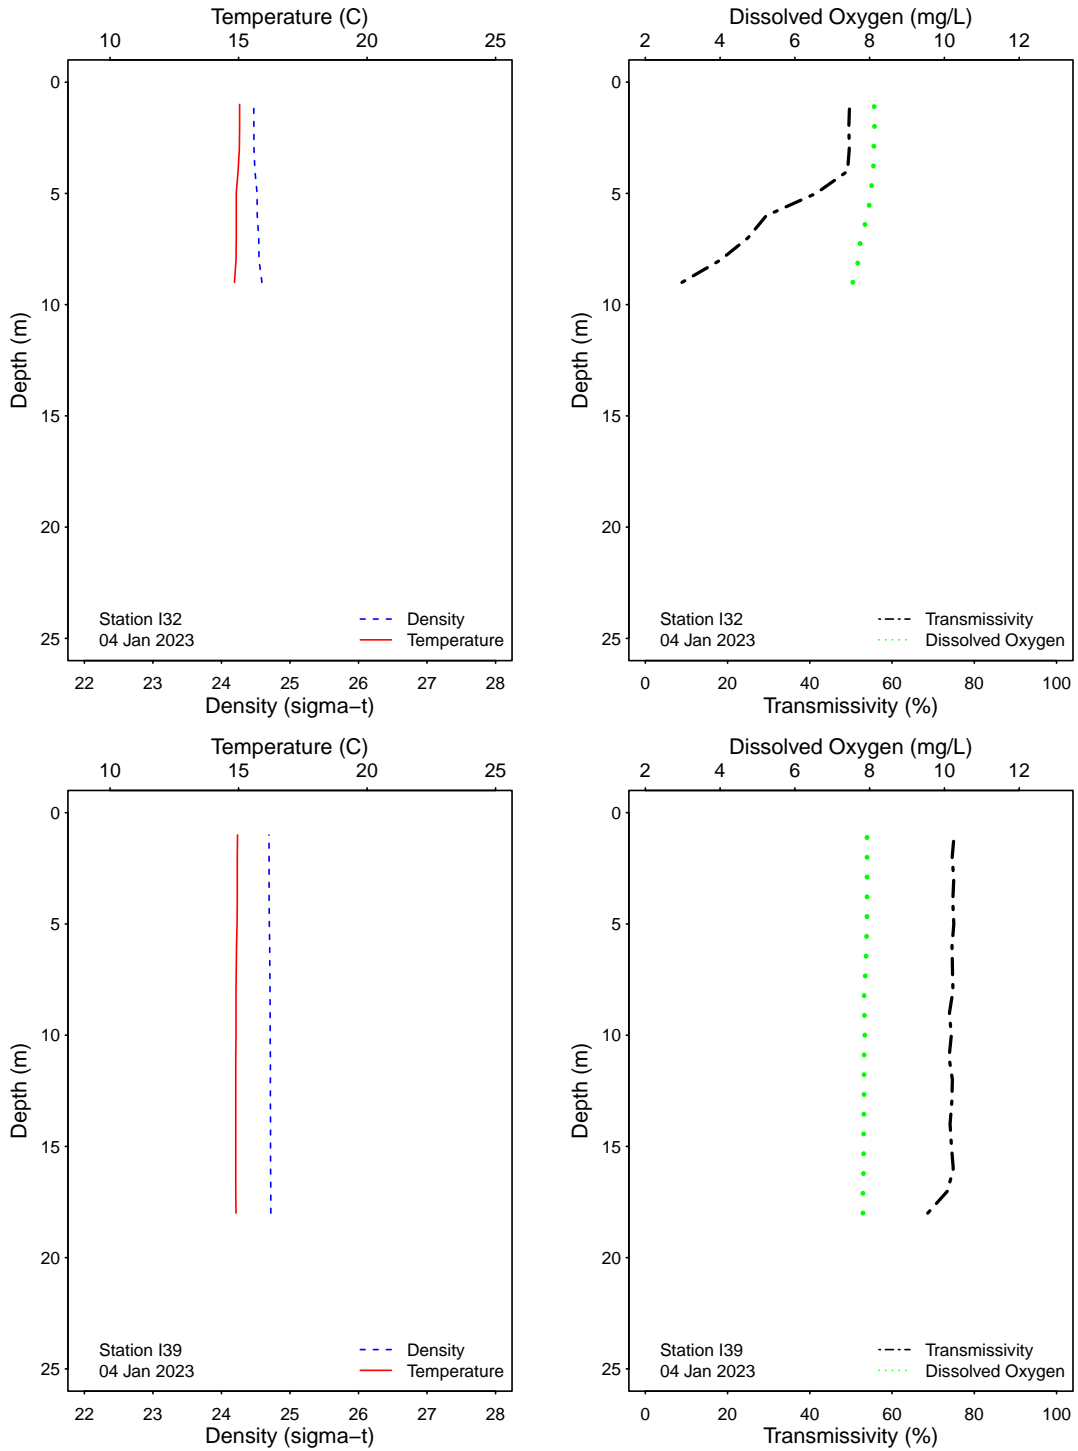 Temperature (C)
10 15 20 25
0
5
10
15
20
25
Depth (m)
Station I32
04 Jan 2023
Density
Temperature
22 23 24 25 26 27 28
Density (sigma−t)
Dissolved Oxygen (mg/L)
2 4 6 8 10 12
0
5
10
15
20
25
Depth (m)
Station I32
04 Jan 2023
Transmissivity
Dissolved Oxygen
0 20 40 60 80 100
Transmissivity (%)
Temperature (C)
10 15 20 25
0
5
10
15
20
25
Depth (m)
Station I39
04 Jan 2023
Density
Temperature
22 23 24 25 26 27 28
Density (sigma−t)
Dissolved Oxygen (mg/L)
2 4 6 8 10 12
0
5
10
15
20
25
Depth (m)
Station I39
04 Jan 2023
Transmissivity
Dissolved Oxygen
0 20 40 60 80 100
Transmissivity (%)